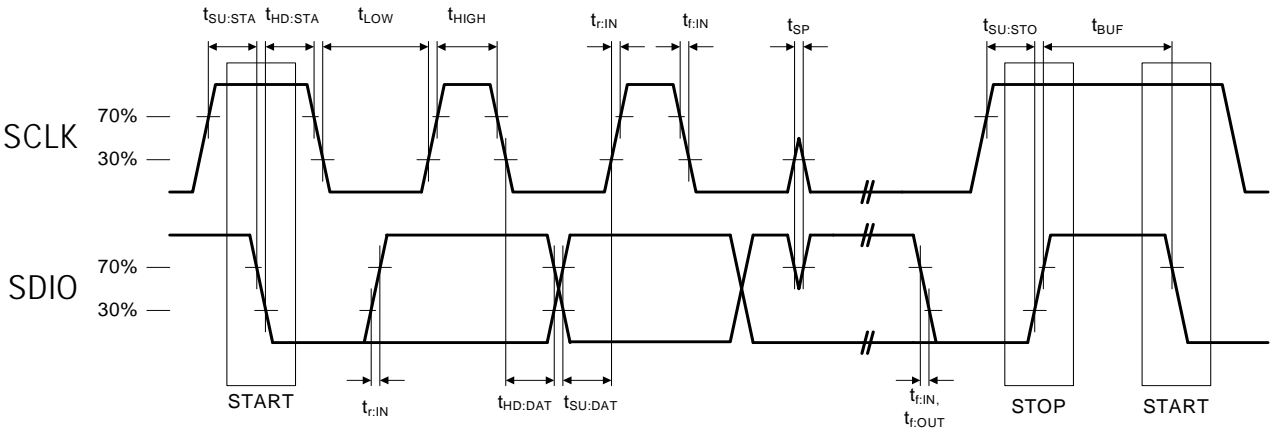 tSU:STA tHD:STA tLOW tHIGH tr:IN tf:IN tSP tSU:STO tBUF
SCLK
70%
30%
SDIO
70%
30%
START
tr:IN
tHD:DAT tSU:DAT
tf:IN,
tf:OUT
STOP
START